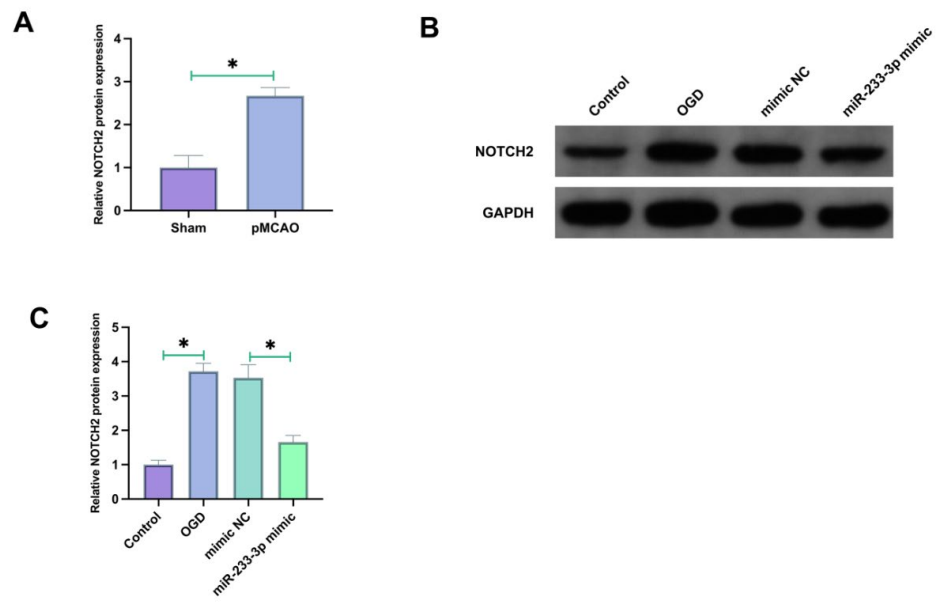 A
Relative NOTCH2 protein expression
4
3
2
1
0
*
Sham
pMCAO
B
Control
OGD
mimic NC
miR-233-3p mimic
NOTCH2
GAPDH
C
Relative NOTCH2 protein expression
5
4
3
2
1
0
*
*
Control
OGD
mimic NC
miR-233-3p mimic